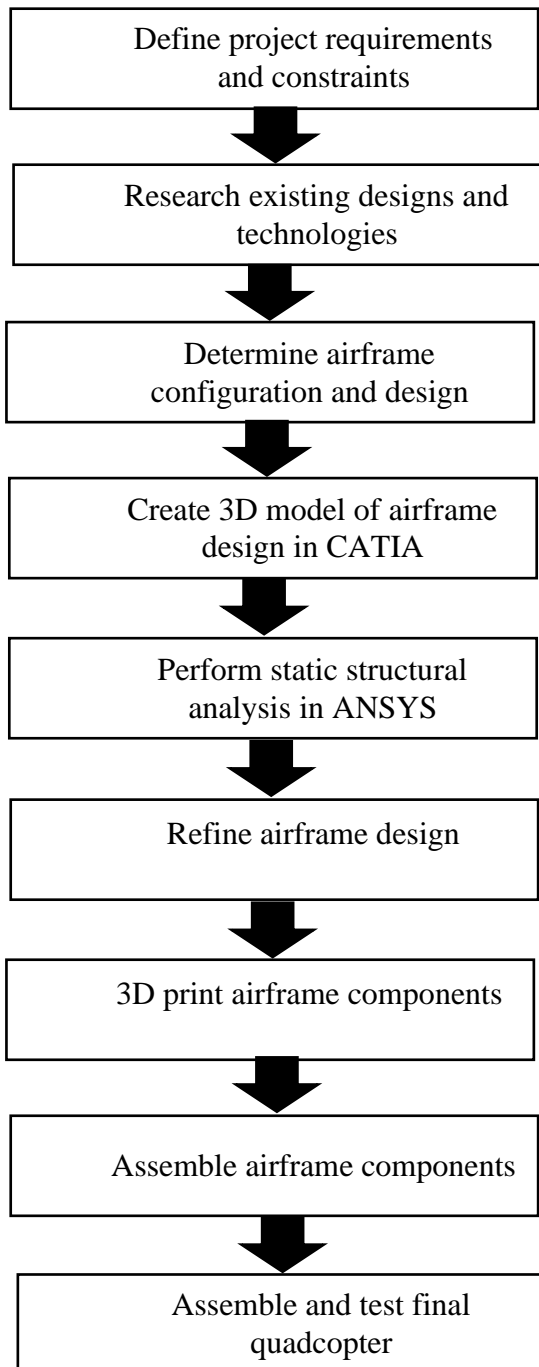 Define project requirements
and constraints
Research existing designs and
technologies
Determine airframe
configuration and design
Create 3D model of airframe
design in CATIA
Perform static structural
analysis in ANSYS
Refine airframe design
3D print airframe components
Assemble airframe components
Assemble and test final
quadcopter